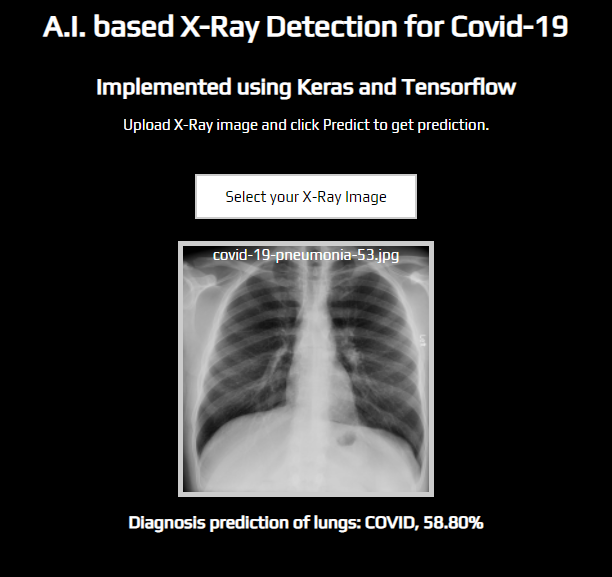 A.I. based X-Ray Detection for Covid-19
Implemented using Keras and Tensorflow
Upload X-Ray image and click Predict to get prediction.
Select your X-Ray Image
covid-19-pneumonia-53.jpg
Diagnosis prediction of lungs: COVID, 58.80%